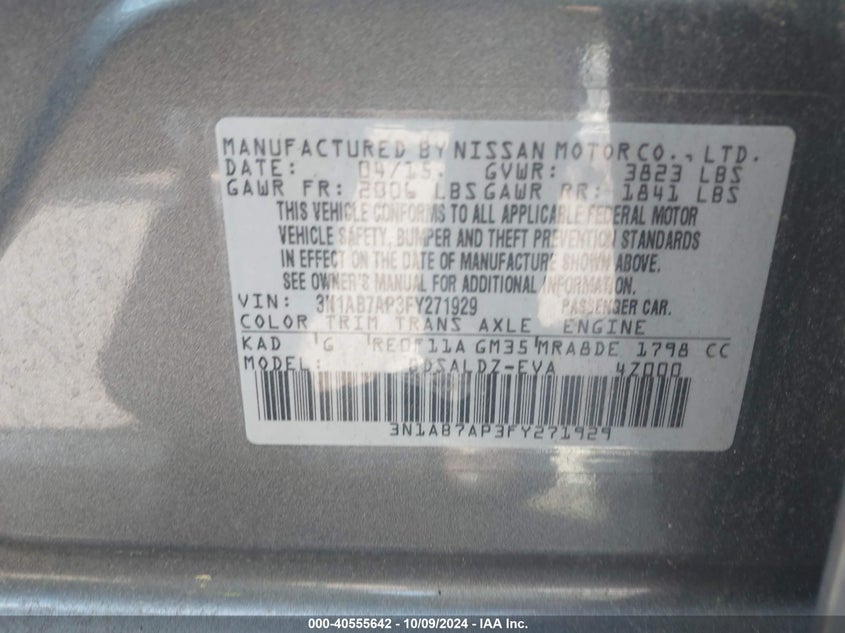 MANUFACTURED BY NISSAN MOTOR CO., LTD.
DATE: 04/15. GVWR: 3823 LBS
GAWR FR: 2006 LBS GAWR RR: 1841 LBS
THIS VEHICLE CONFORMS TO ALL APPLICABLE FEDERAL MOTOR
VEHICLE SAFETY, BUMPER AND THEFT PREVENTION STANDARDS
IN EFFECT ON THE DATE OF MANUFACTURE SHOWN ABOVE.
SEE OWNER'S MANUAL FOR ADDITIONAL INFORMATION.
VIN: 3N1AB7AP3FY271929 PASSENGER CAR.
COLOR TRIM TRANS AXLE ENGINE
KAD G RE0F11A GM35 MRA8DE 1798 CC
MODEL: 4Z000
3N1AB7AP3FY271929
000-40555642 - 10/09/2024 - IAA Inc.